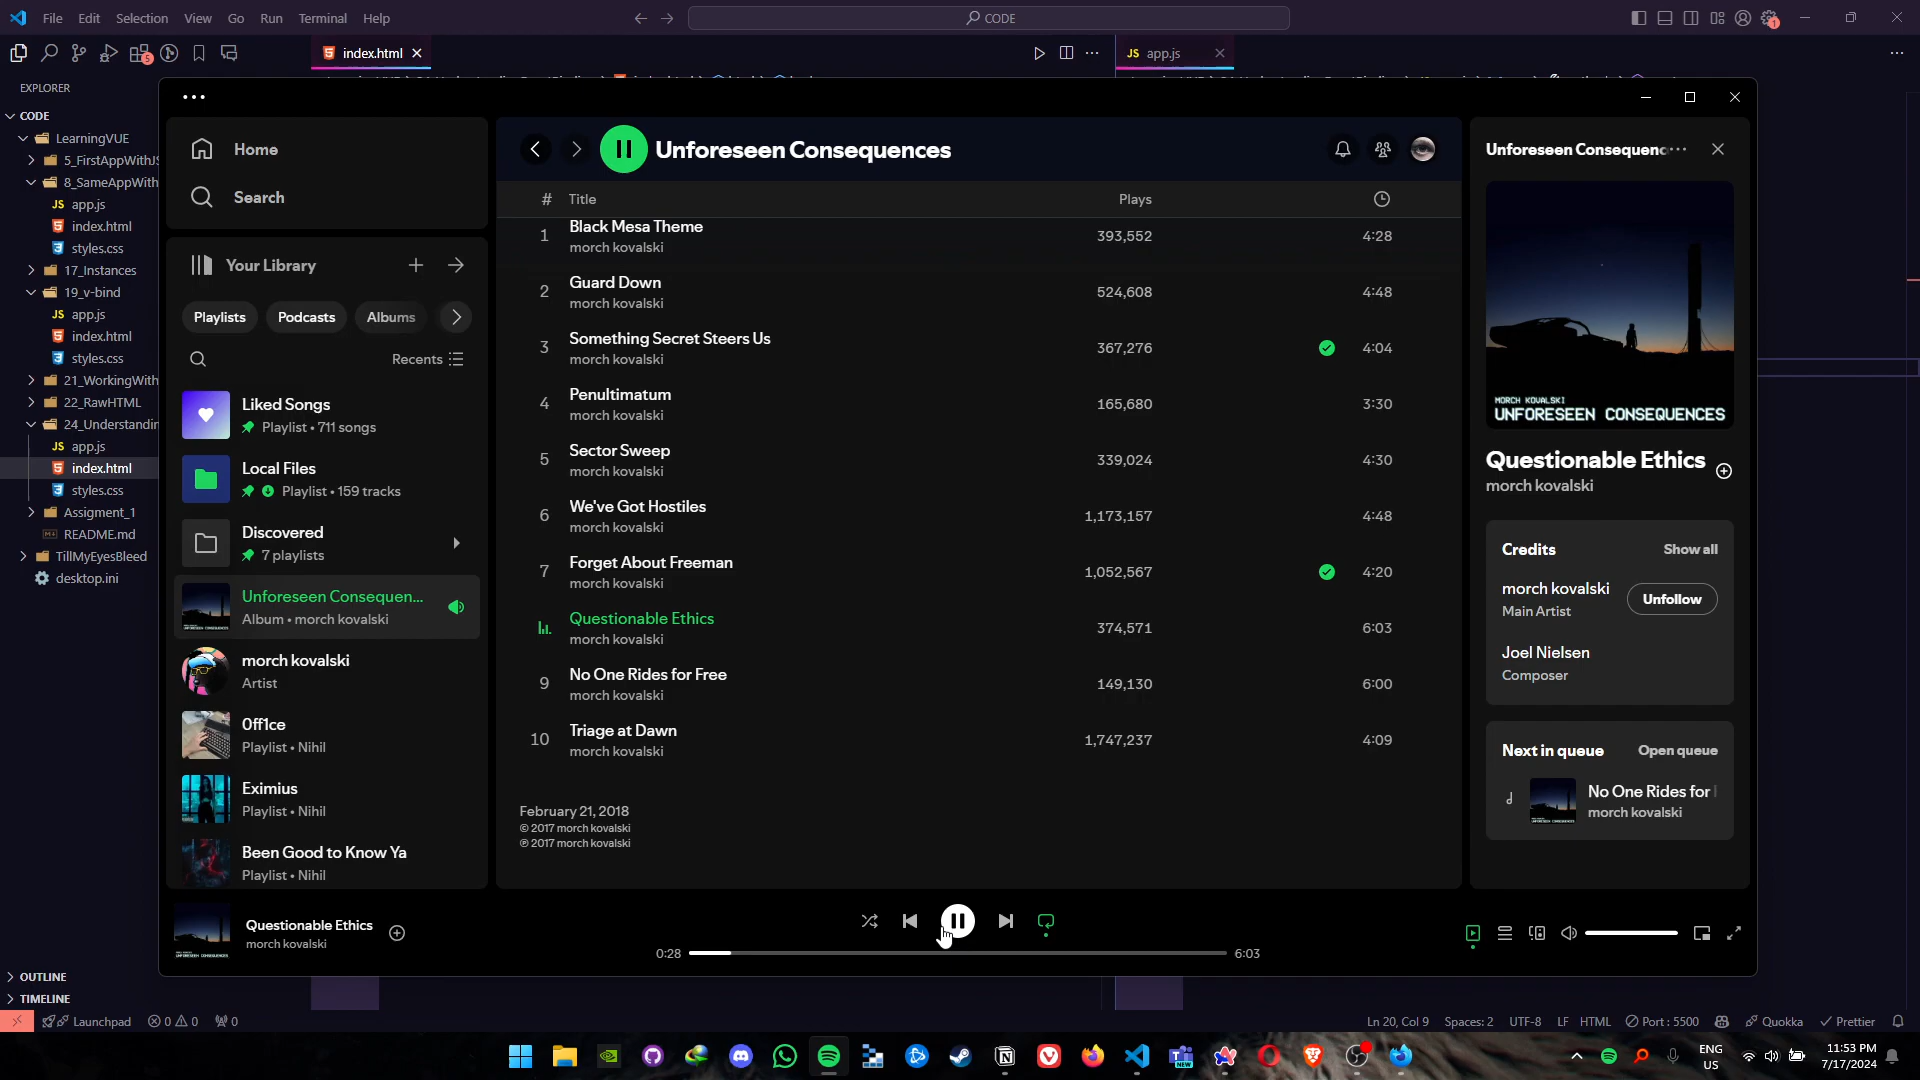 File Edit Selection View Go Run Terminal Help
CODE
index.html
JS app.js
EXPLORER
CODE
LearningVUE
5_FirstAppWithJS
8_SameAppWith
JS app.js
index.html
styles.css
17_Instances
19_v-bind
JS app.js
index.html
styles.css
21_WorkingWith
22_RawHTML
24_Understandin
JS app.js
index.html
styles.css
Assigment_1
README.md
TillMyEyesBleed
desktop.ini
OUTLINE
TIMELINE
Home
Search
Your Library
Playlists Podcasts Albums
Recents
Liked Songs
Playlist • 711 songs
Local Files
Playlist • 159 tracks
Discovered
7 playlists
Unforeseen Consequen...
Album • morch kovalski
morch kovalski
Artist
0ff1ce
Playlist • Nihil
Eximius
Playlist • Nihil
Been Good to Know Ya
Playlist • Nihil
Unforeseen Consequences
# Title Plays
1 Black Mesa Theme 393,552 4:28
morch kovalski
2 Guard Down 524,608 4:48
morch kovalski
3 Something Secret Steers Us 367,276 4:04
morch kovalski
4 Penultimatum 165,680 3:30
morch kovalski
5 Sector Sweep 339,024 4:30
morch kovalski
6 We've Got Hostiles 1,173,157 4:48
morch kovalski
7 Forget About Freeman 1,052,567 4:20
morch kovalski
Questionable Ethics 374,571 6:03
morch kovalski
9 No One Rides for Free 149,130 6:00
morch kovalski
10 Triage at Dawn 1,747,237 4:09
morch kovalski
February 21, 2018
© 2017 morch kovalski
℗ 2017 morch kovalski
Unforeseen Consequenc
MORCH KOVALSKI
UNFORESEEN CONSEQUENCES
Questionable Ethics
morch kovalski
Credits Show all
morch kovalski
Main Artist
Unfollow
Joel Nielsen
Composer
Next in queue Open queue
No One Rides for
morch kovalski
Questionable Ethics
morch kovalski
0:28 6:03
Launchpad 0 0 0
Ln 20, Col 9 Spaces: 2 UTF-8 LF HTML Port : 5500 Quokka Prettier
ENG
US
11:53 PM
7/17/2024